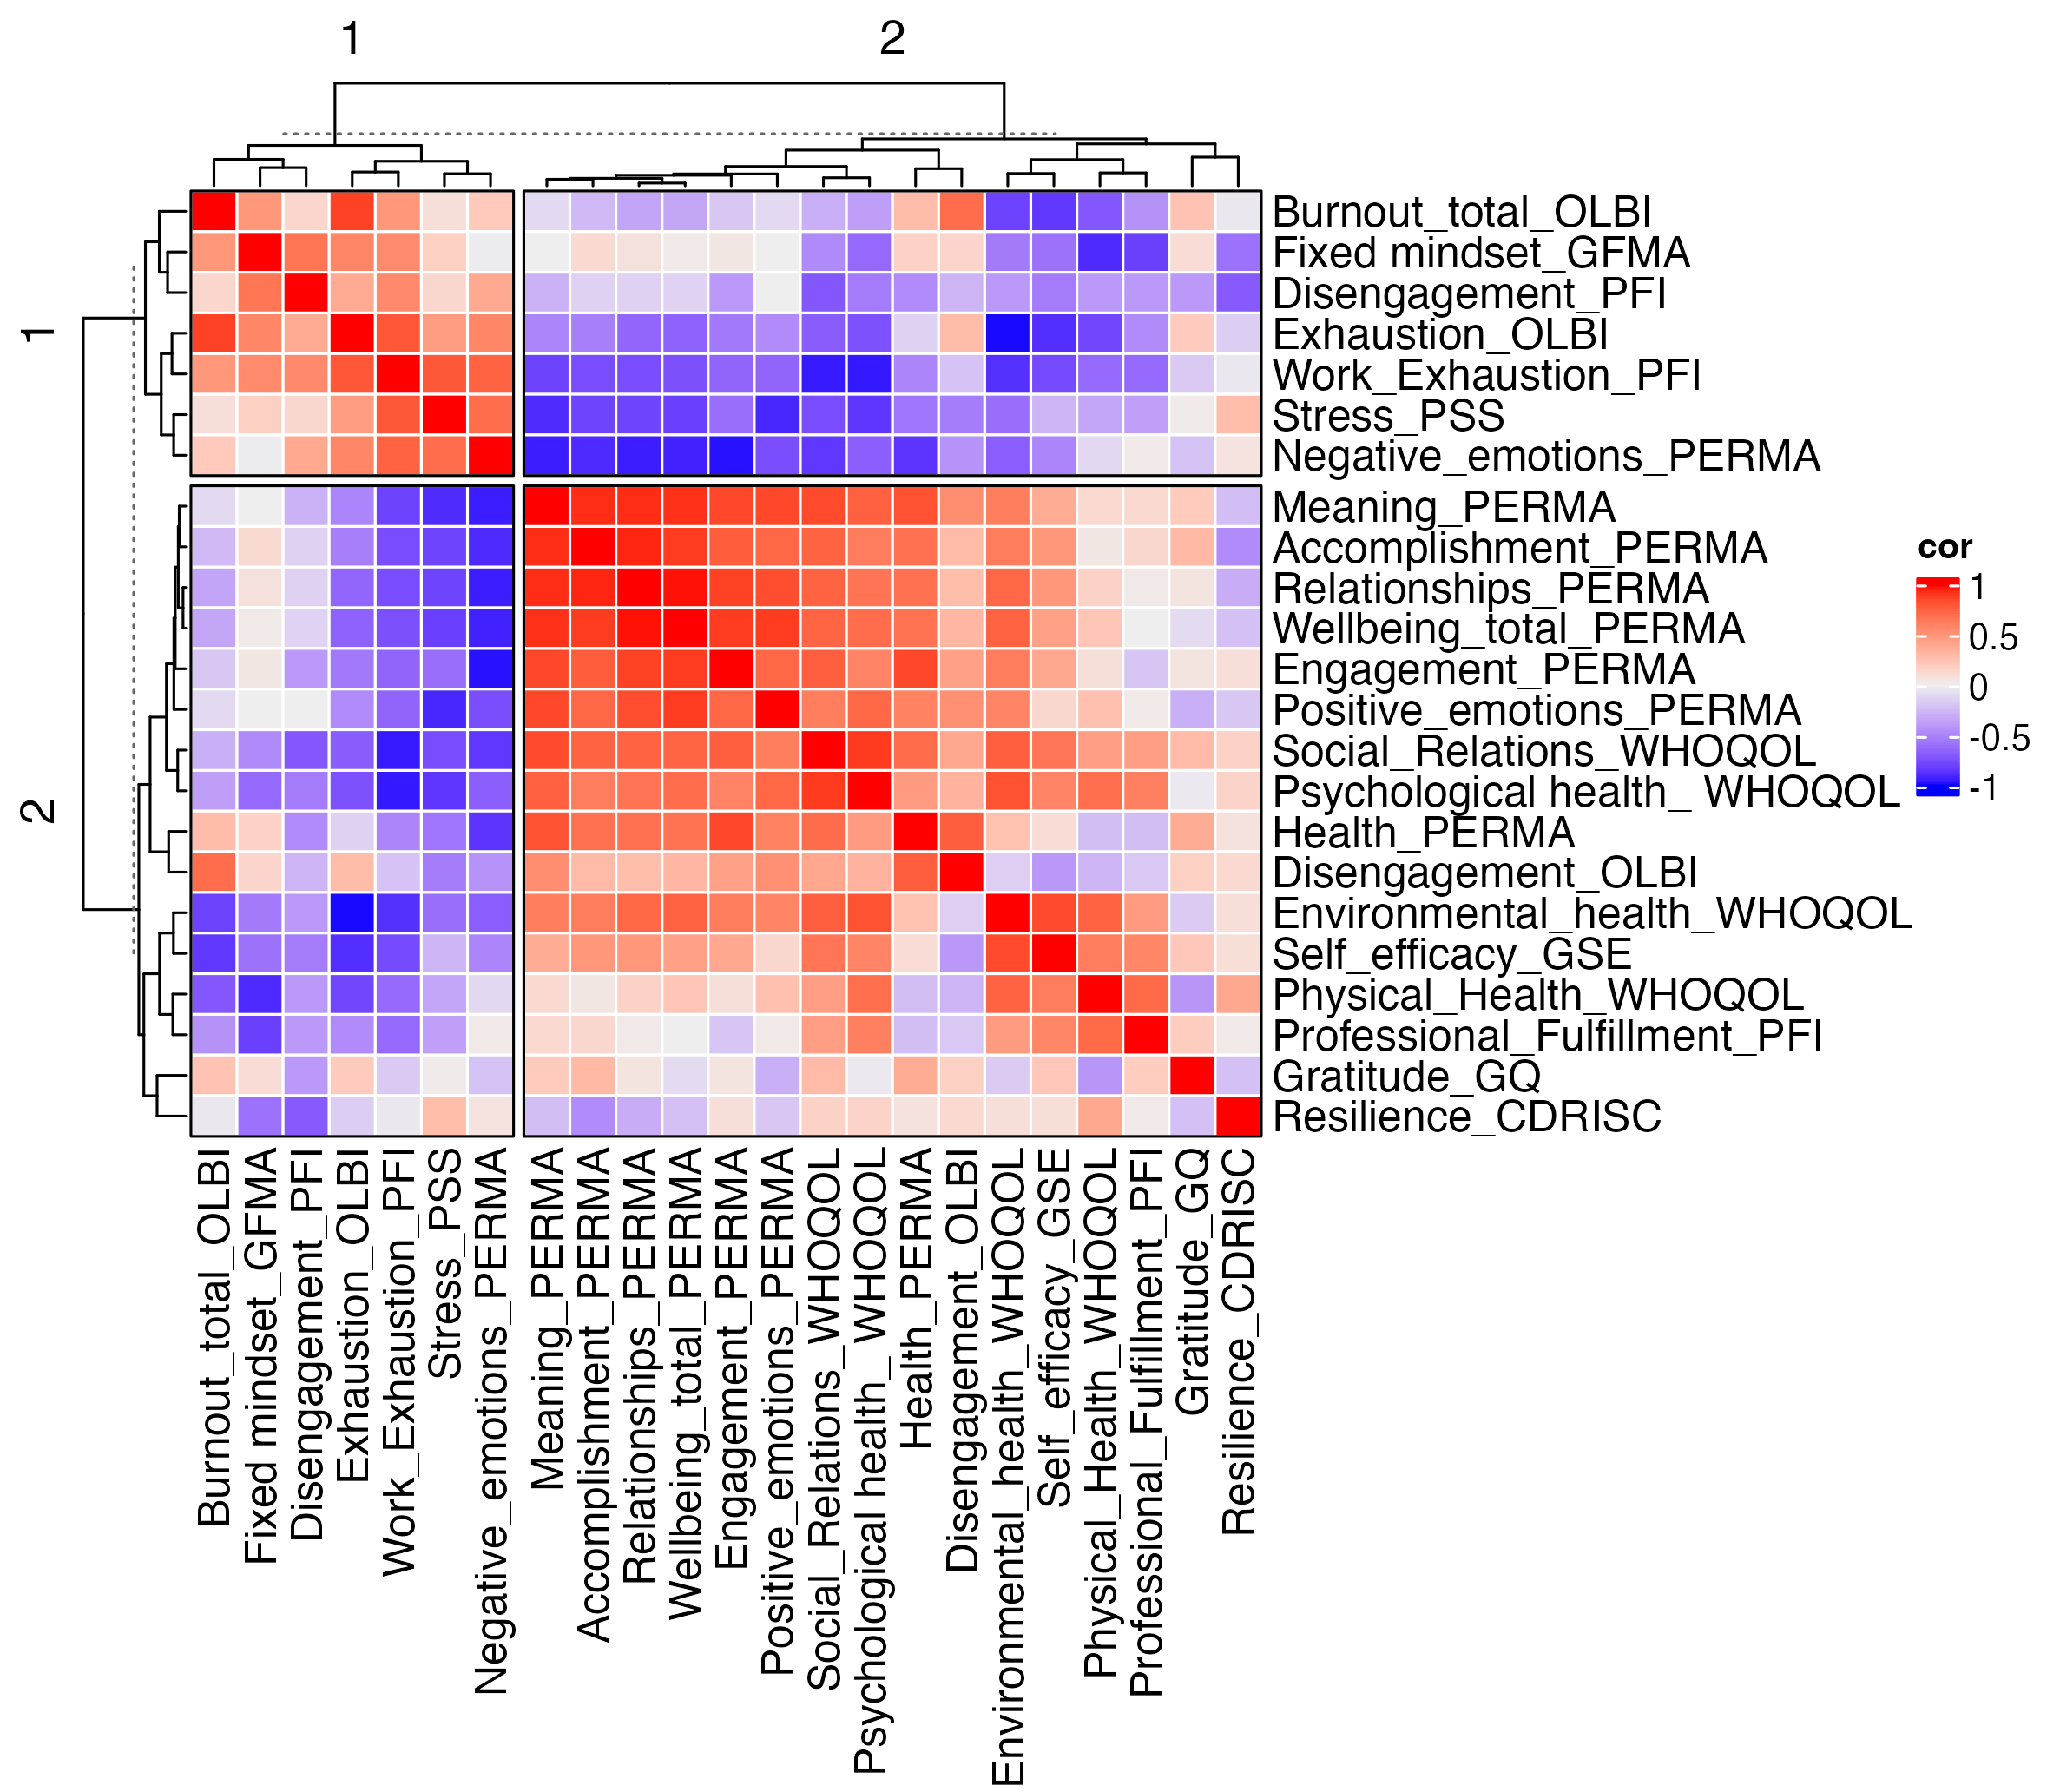 1
2
1
2
Burnout_total_OLBI
Fixed mindset_GFMA
Disengagement_PFI
Exhaustion_OLBI
Work_Exhaustion_PFI
Stress_PSS
Negative_emotions_PERMA
Meaning_PERMA
Accomplishment_PERMA
Relationships_PERMA
Wellbeing_total_PERMA
Engagement_PERMA
Positive_emotions_PERMA
Social_Relations_WHOQOL
Psychological health_ WHOQOL
Health_PERMA
Disengagement_OLBI
Environmental_health_WHOQOL
Self_efficacy_GSE
Physical_Health_WHOQOL
Professional_Fulfillment_PFI
Gratitude_GQ
Resilience_CDRISC
cor
1
0.5
0
-0.5
-1
Burnout_total_OLBI
Fixed mindset_GFMA
Disengagement_PFI
Exhaustion_OLBI
Work_Exhaustion_PFI
Stress_PSS
Negative_emotions_PERMA
Meaning_PERMA
Accomplishment_PERMA
Relationships_PERMA
Wellbeing_total_PERMA
Engagement_PERMA
Positive_emotions_PERMA
Social_Relations_WHOQOL
Psychological health_ WHOQOL
Health_PERMA
Disengagement_OLBI
Environmental_health_WHOQOL
Self_efficacy_GSE
Physical_Health_WHOQOL
Professional_Fulfillment_PFI
Gratitude_GQ
Resilience_CDRISC